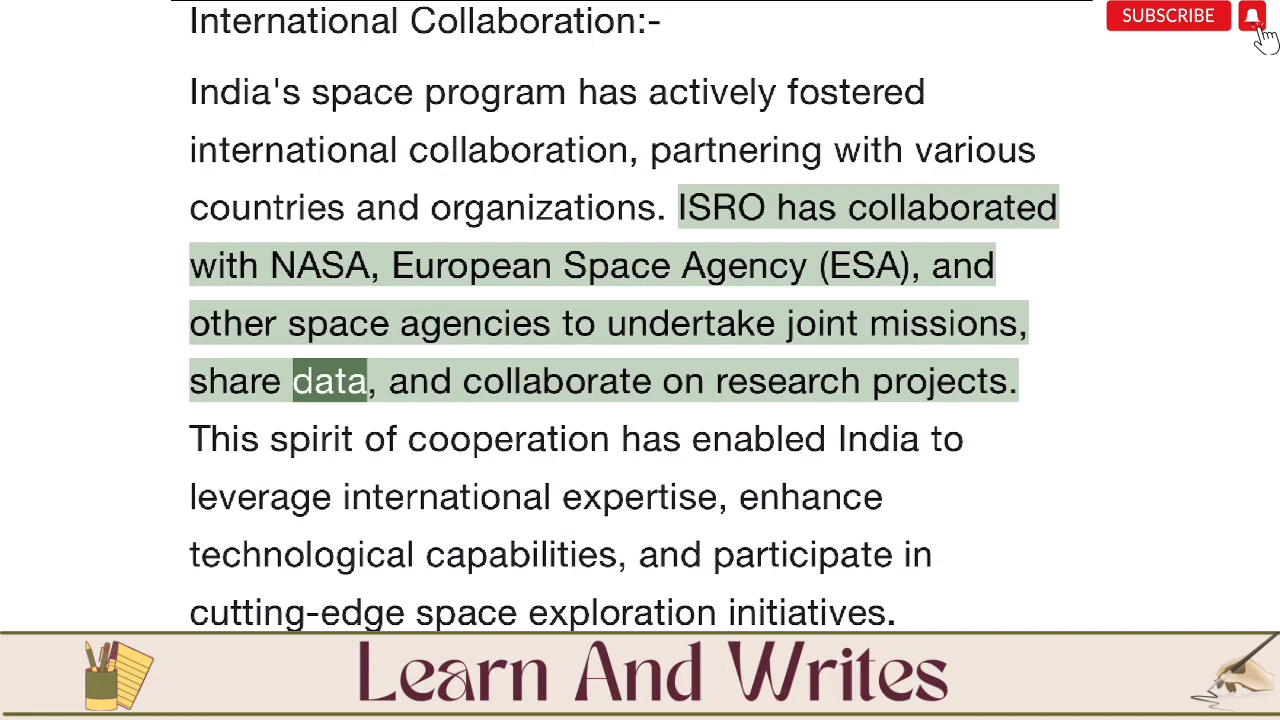 International Collaboration:-
SUBSCRIBE
India's space program has actively fostered
international collaboration, partnering with various
countries and organizations. ISRO has collaborated
with NASA, European Space Agency (ESA), and
other space agencies to undertake joint missions,
share data, and collaborate on research projects.
This spirit of cooperation has enabled India to
leverage international expertise, enhance
technological capabilities, and participate in
cutting-edge space exploration initiatives.
Learn And Writes